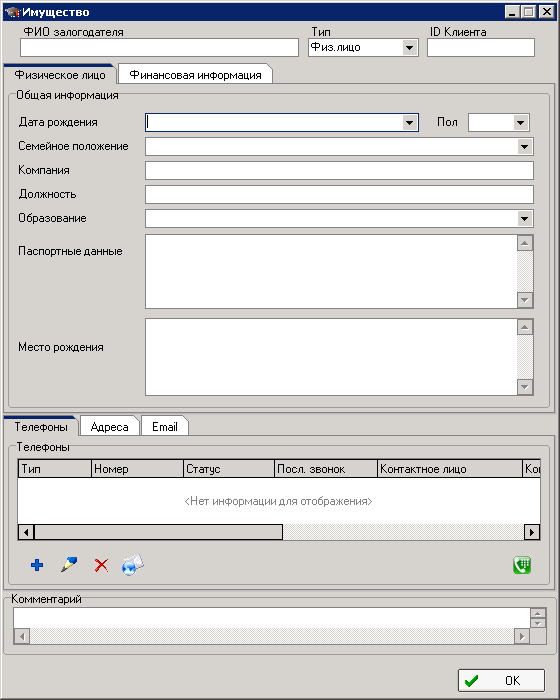 Имущество
ФИО залогодателя Тип ID Клиента
Физ.лицо
Физическое лицо Финансовая информация
Общая информация
Дата рождения Пол
Семейное положение
Компания
Должность
Образование
Паспортные данные
Место рождения
Телефоны Адреса Email
Телефоны
Тип Номер Статус Посл. звонок Контактное лицо Кон
<Нет информации для отображения>
Комментарий
OK